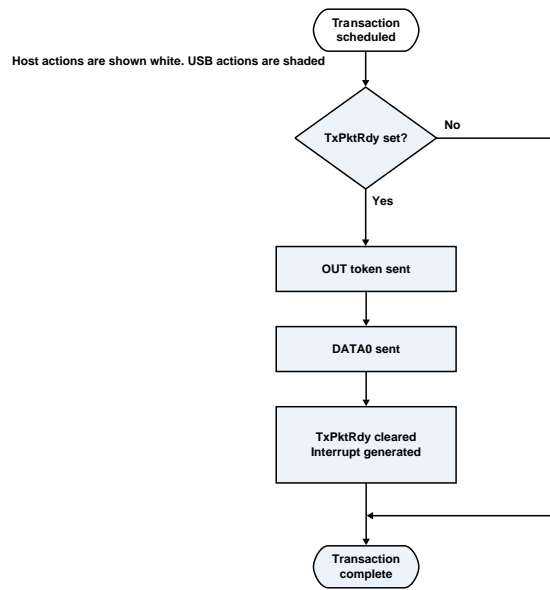 Transaction
scheduled
Host actions are shown white. USB actions are shaded
TxPktRdy set?
No
Yes
OUT token sent
DATA0 sent
TxPktRdy cleared
Interrupt generated
Transaction
complete